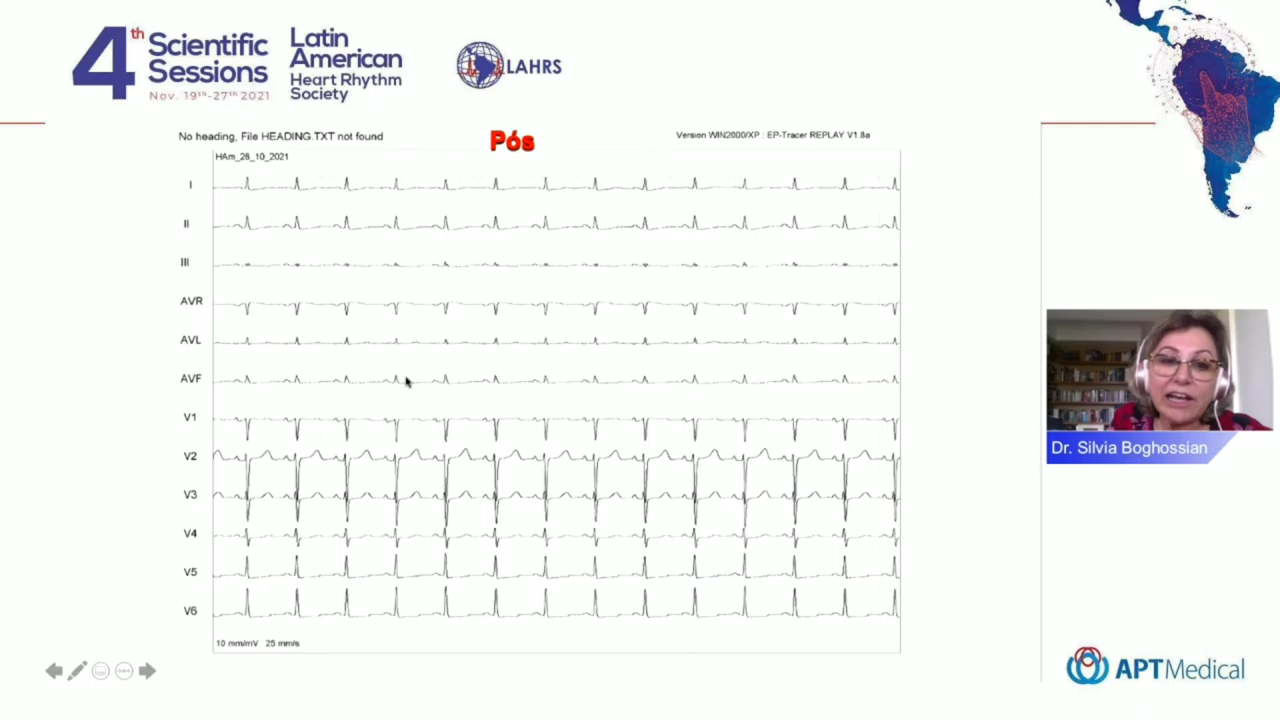 4th Scientific Sessions
Nov. 19th-27th 2021
Latin
American
Heart Rhythm
Society
LAHRS
No heading, File HEADING.TXT not found
Pós
Version WIN2000/XP : EP-Tracer REPLAY V1.8a
HAm_26_10_2021
I
II
III
AVR
AVL
AVF
V1
V2
V3
V4
V5
V6
10 mm/mV 25 mm/s
Dr. Silvia Boghossian
APTMedical